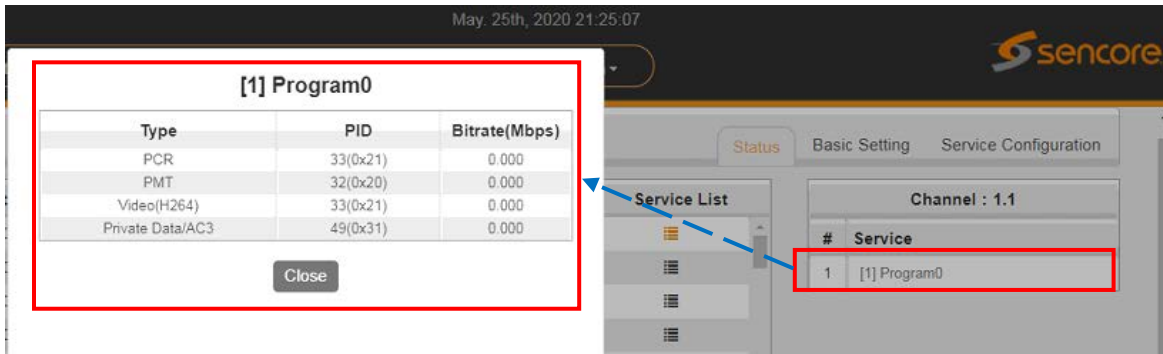 May. 25th, 2020 21:25:07
sencore
[1] Program0
Type PID Bitrate(Mbps)
PCR 33(0x21) 0.000
PMT 32(0x20) 0.000
Video(H264) 33(0x21) 0.000
Private Data/AC3 49(0x31) 0.000
Close
Status Basic Setting Service Configuration
Service List
Channel : 1.1
# Service
1 [1] Program0